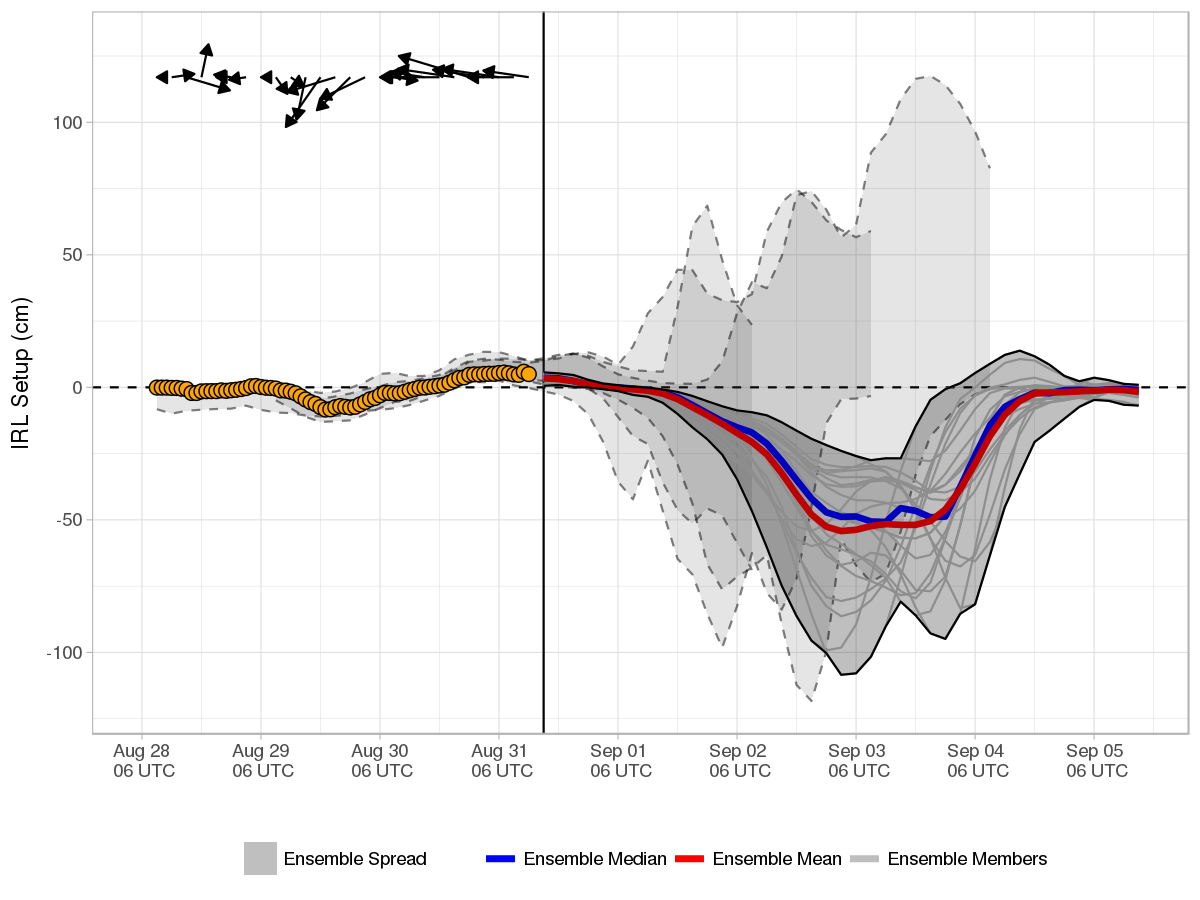 IRL Setup (cm)
100
50
0
-50
-100
Aug 28 Aug 29 Aug 30 Aug 31 Sep 01 Sep 02 Sep 03 Sep 04 Sep 05
06 UTC 06 UTC 06 UTC 06 UTC 06 UTC 06 UTC 06 UTC 06 UTC 06 UTC
Ensemble Spread Ensemble Median Ensemble Mean Ensemble Members